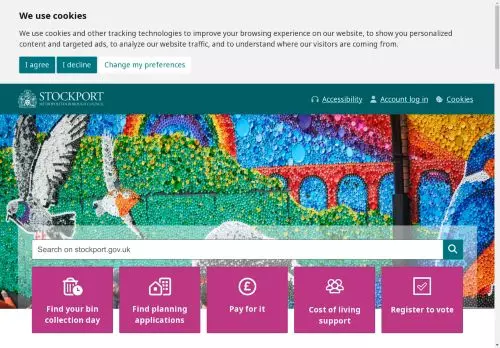 We use cookies
We use cookies and other tracking technologies to improve your browsing experience on our website, to show you personalized content and targeted ads, to analyze our website traffic, and to understand where our visitors are coming from.
I agree
I decline
Change my preferences
STOCKPORT
METROPOLITAN BOROUGH COUNCIL
Accessibility
Account log in
Cookies
Search on stockport.gov.uk
Find your bin
collection day
Find planning
applications
Pay for it
Cost of living
support
Register to vote